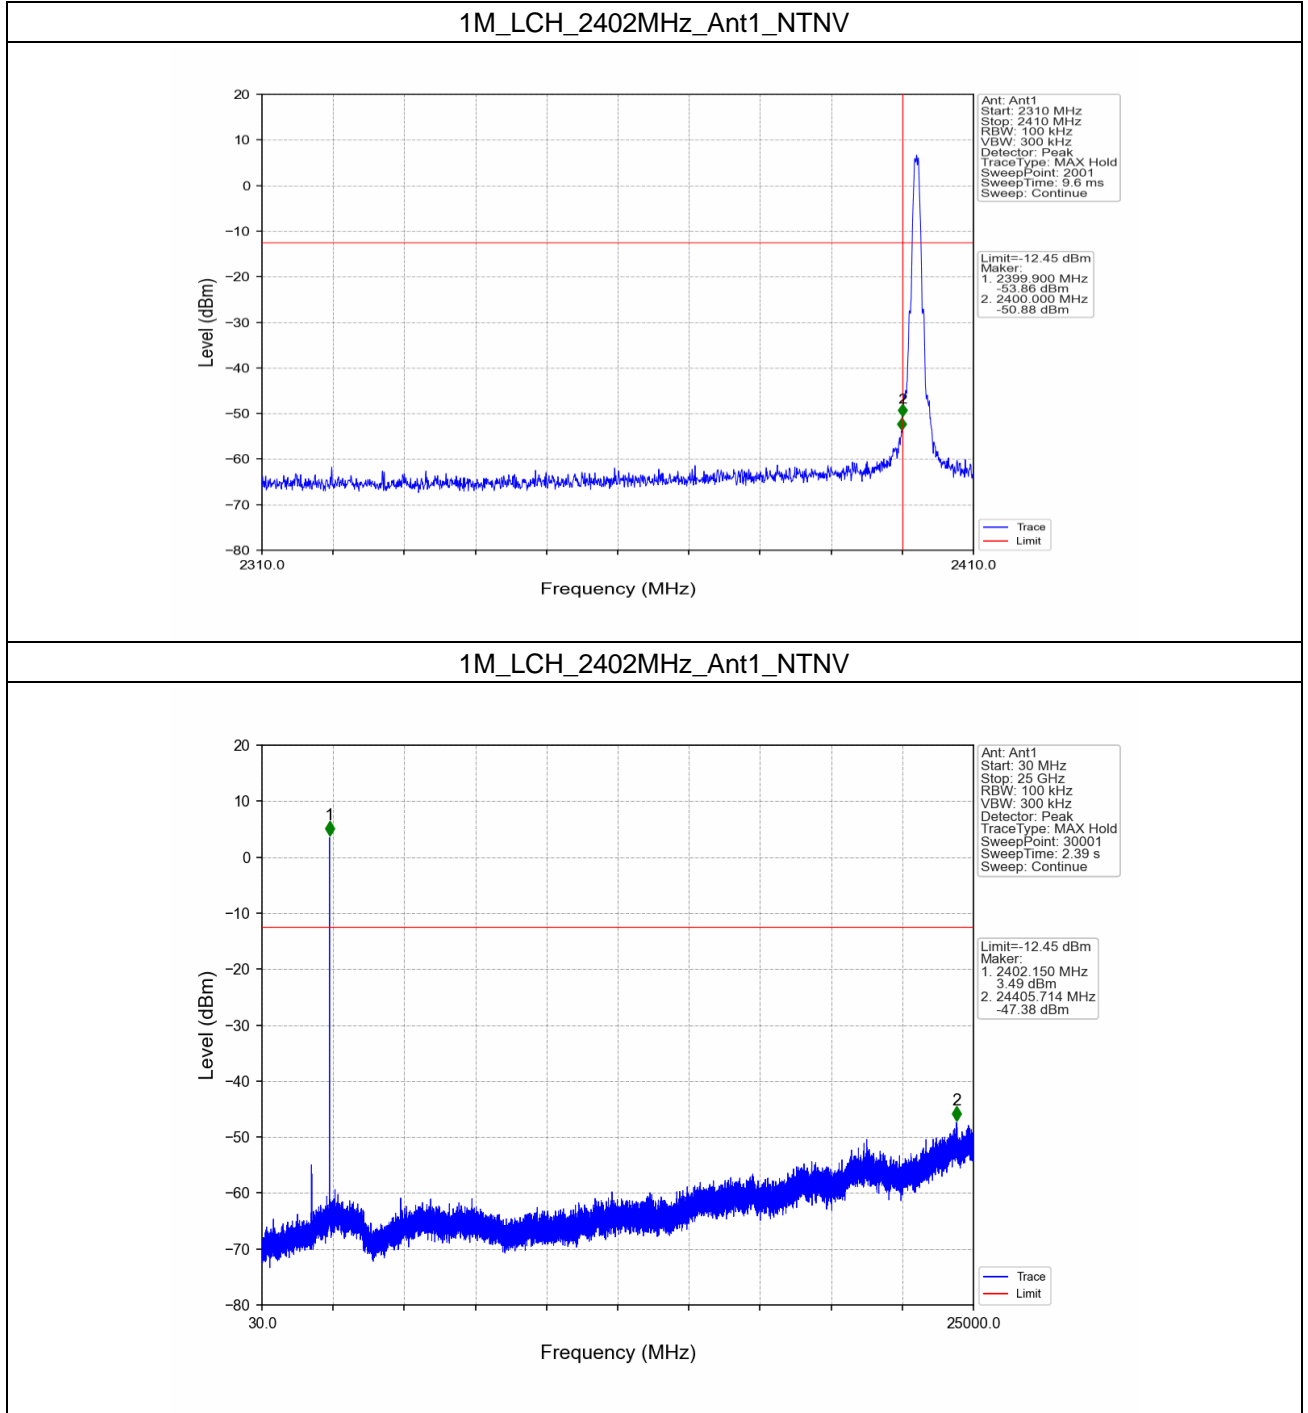 1M_LCH_2402MHz_Ant1_NTNV
20
10
0
−10
−20
−30
−40
−50
−60
−70
−80
Level (dBm)
2310.0
2410.0
Frequency (MHz)
2
Ant: Ant1
Start: 2310 MHz
Stop: 2410 MHz
RBW: 100 kHz
VBW: 300 kHz
Detector: Peak
TraceType: MAX Hold
SweepPoint: 2001
SweepTime: 9.6 ms
Sweep: Continue
Limit=-12.45 dBm
Maker:
1. 2399.900 MHz
-53.86 dBm
2. 2400.000 MHz
-50.88 dBm
Trace
Limit
1M_LCH_2402MHz_Ant1_NTNV
20
10
0
−10
−20
−30
−40
−50
−60
−70
−80
Level (dBm)
30.0
25000.0
Frequency (MHz)
1
2
Ant: Ant1
Start: 30 MHz
Stop: 25 GHz
RBW: 100 kHz
VBW: 300 kHz
Detector: Peak
TraceType: MAX Hold
SweepPoint: 30001
SweepTime: 2.39 s
Sweep: Continue
Limit=-12.45 dBm
Maker:
1. 2402.150 MHz
3.49 dBm
2. 24405.714 MHz
-47.38 dBm
Trace
Limit